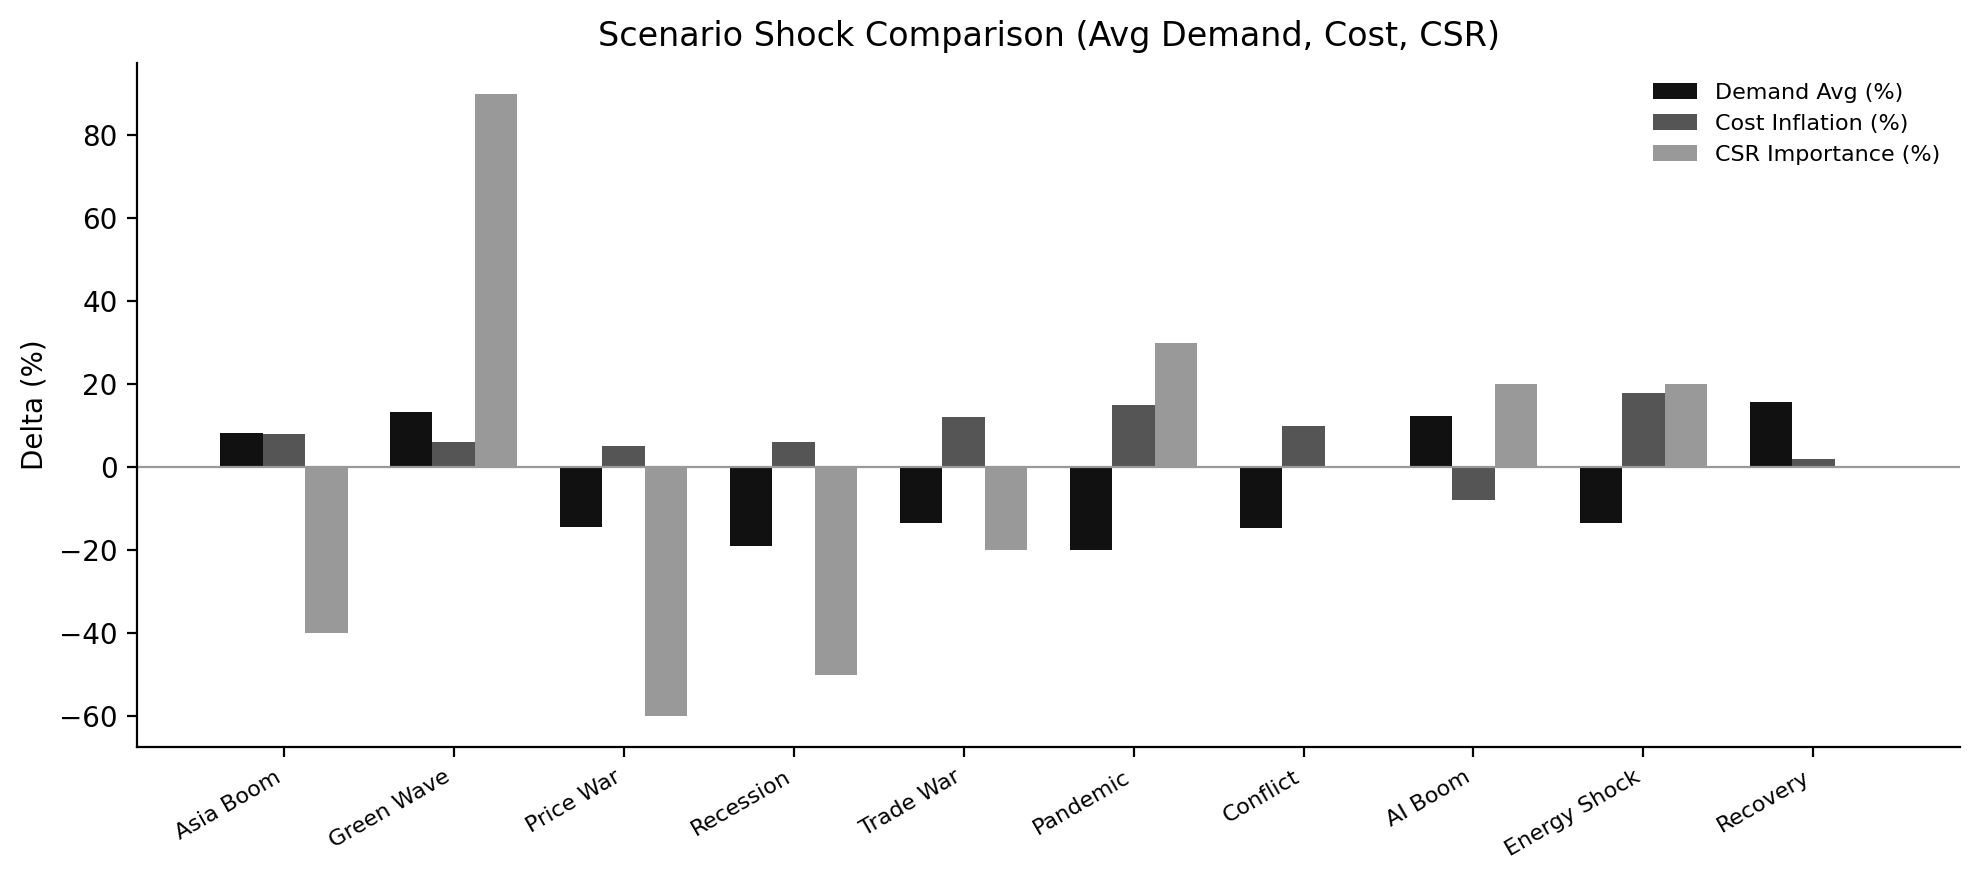 Scenario Shock Comparison (Avg Demand, Cost, CSR)
Demand Avg (%)
Cost Inflation (%)
CSR Importance (%)
Delta (%)
80
60
40
20
0
−20
−40
−60
Asia Boom
Green Wave
Price War
Recession
Trade War
Pandemic
Conflict
AI Boom
Energy Shock
Recovery